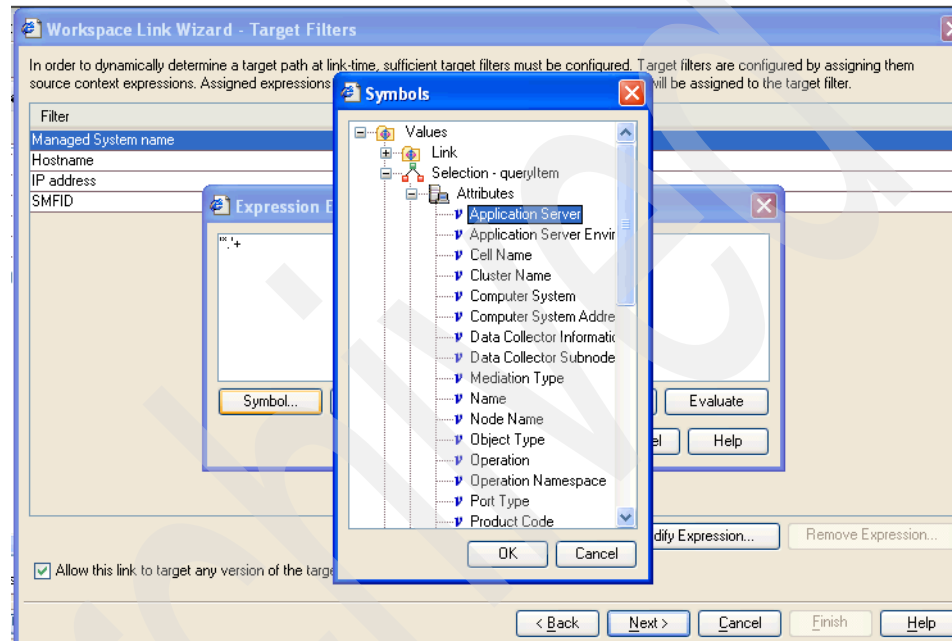 Workspace Link Wizard - Target Filters
In order to dynamically determine a target path at link-time, sufficient target filters must be configured. Target filters are configured by assigning them
source context expressions. Assigned expressions will be assigned to the target filter.
Filter
Managed System name
Hostname
IP address
SMFID
Expression E
"'.'+
Symbol...
Evaluate
el
Help
Symbols
Values
Link
Selection - queryItem
Attributes
Application Server
Application Server Envir
Cell Name
Cluster Name
Computer System
Computer System Addre
Data Collector Informatic
Data Collector Subnode
Mediation Type
Name
Node Name
Object Type
Operation
Operation Namespace
Port Type
Product Code
OK
Cancel
dify Expression...
Remove Expression...
Allow this link to target any version of the targe
< Back
Next >
Cancel
Finish
Help